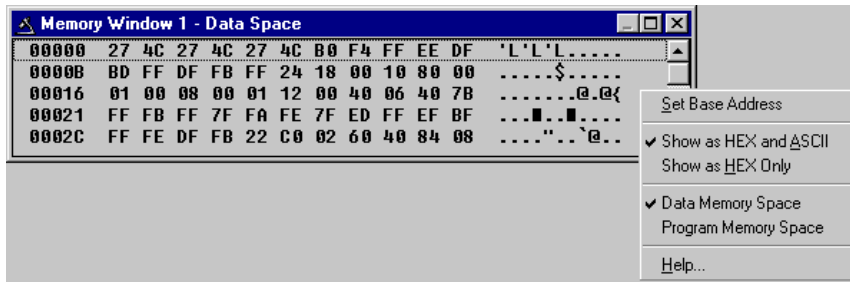 Memory Window 1 - Data Space
00000 27 4C 27 4C 27 4C B0 F4 FF EE DF 'L'L'L.....
0000B BD FF DF FB FF 24 18 00 10 80 00 .....$.....
00016 01 00 08 00 01 12 00 40 06 40 7B .......@.@{
00021 FF FB FF 7F FA FE 7F ED FF EF BF ...▮..▮....
0002C FF FE DF FB 22 C0 02 60 40 84 08 ...."..`@..
Set Base Address
Show as HEX and ASCII
Show as HEX Only
Data Memory Space
Program Memory Space
Help...